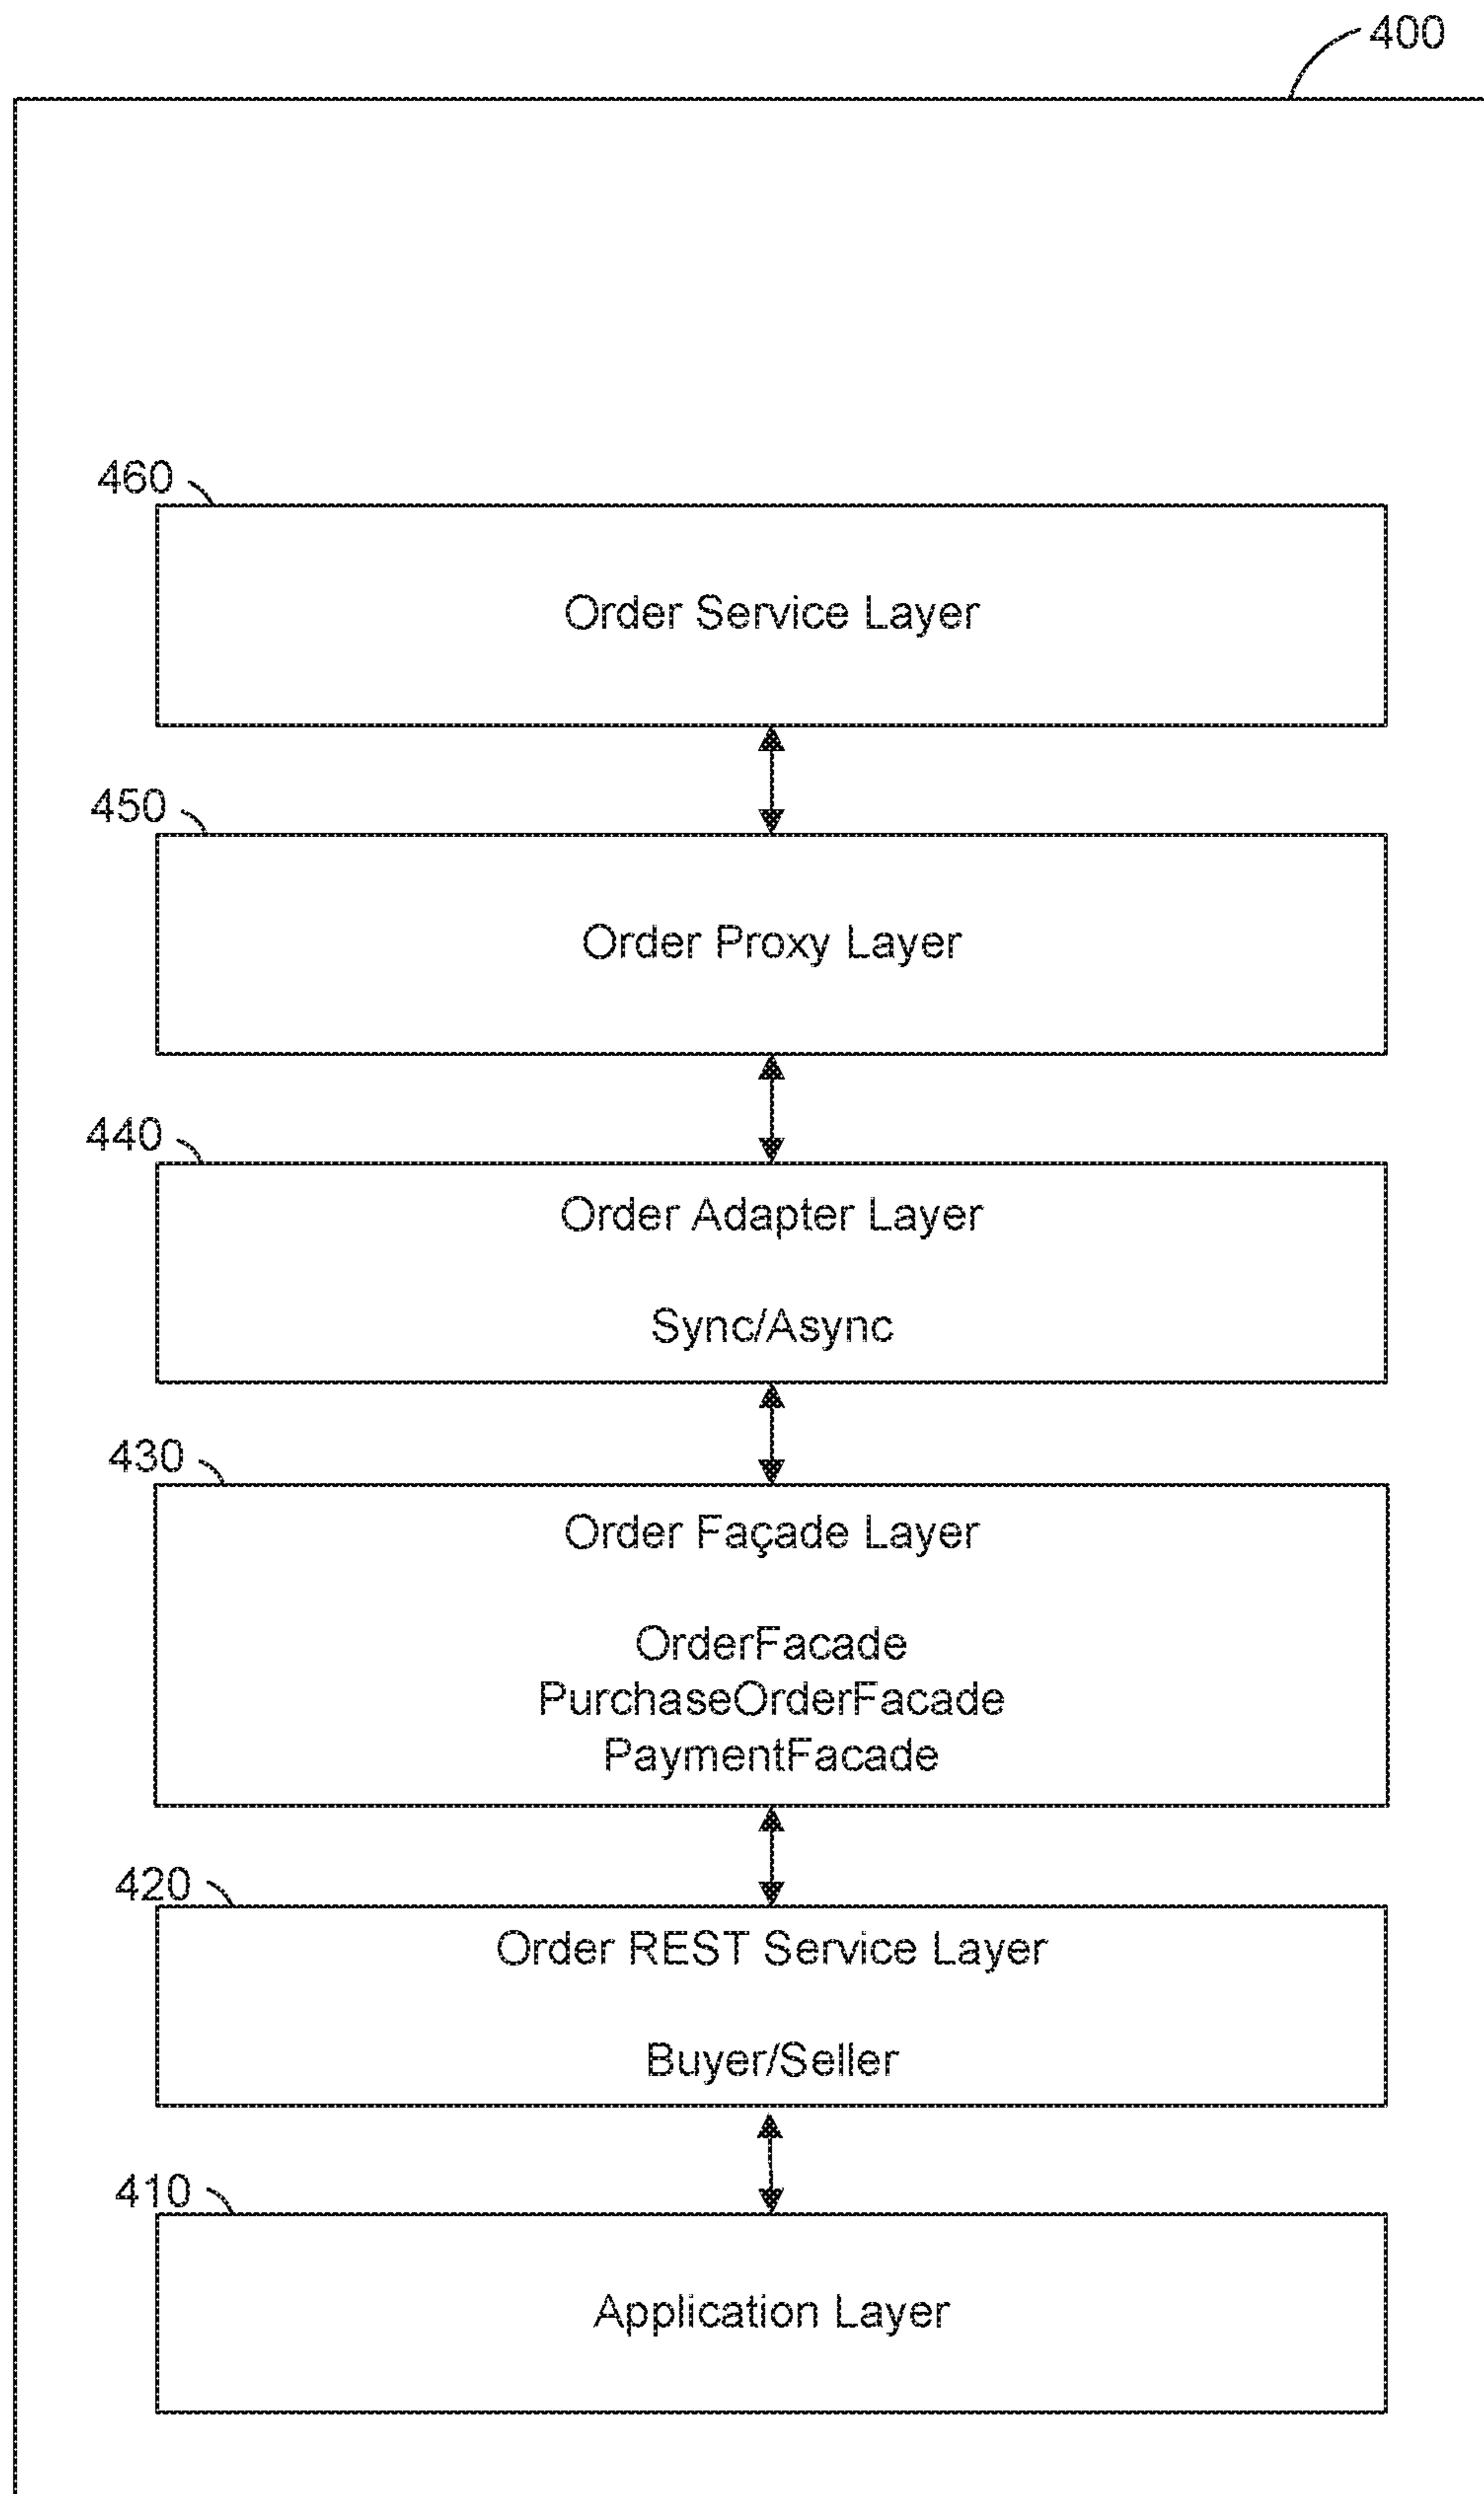 400
460
Order Service Layer
450
Order Proxy Layer
440
Order Adapter Layer
Sync/Async
430
Order Façade Layer
OrderFacade
PurchaseOrderFacade
PaymentFacade
420
Order REST Service Layer
Buyer/Seller
410
Application Layer